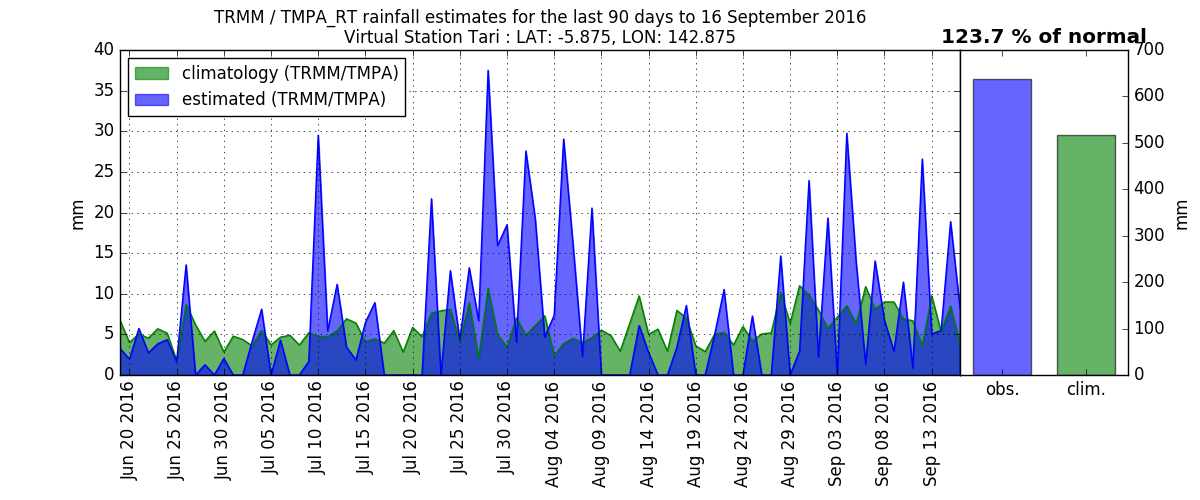 TRMM / TMPA_RT rainfall estimates for the last 90 days to 16 September 2016
Virtual Station Tari : LAT: -5.875, LON: 142.875
123.7 % of normal
climatology (TRMM/TMPA)
estimated (TRMM/TMPA)
mm
40
35
30
25
20
15
10
5
0
Jun 20 2016
Jun 25 2016
Jun 30 2016
Jul 05 2016
Jul 10 2016
Jul 15 2016
Jul 20 2016
Jul 25 2016
Jul 30 2016
Aug 04 2016
Aug 09 2016
Aug 14 2016
Aug 19 2016
Aug 24 2016
Aug 29 2016
Sep 03 2016
Sep 08 2016
Sep 13 2016
obs.
clim.
700
600
500
400
300
200
100
0
mm